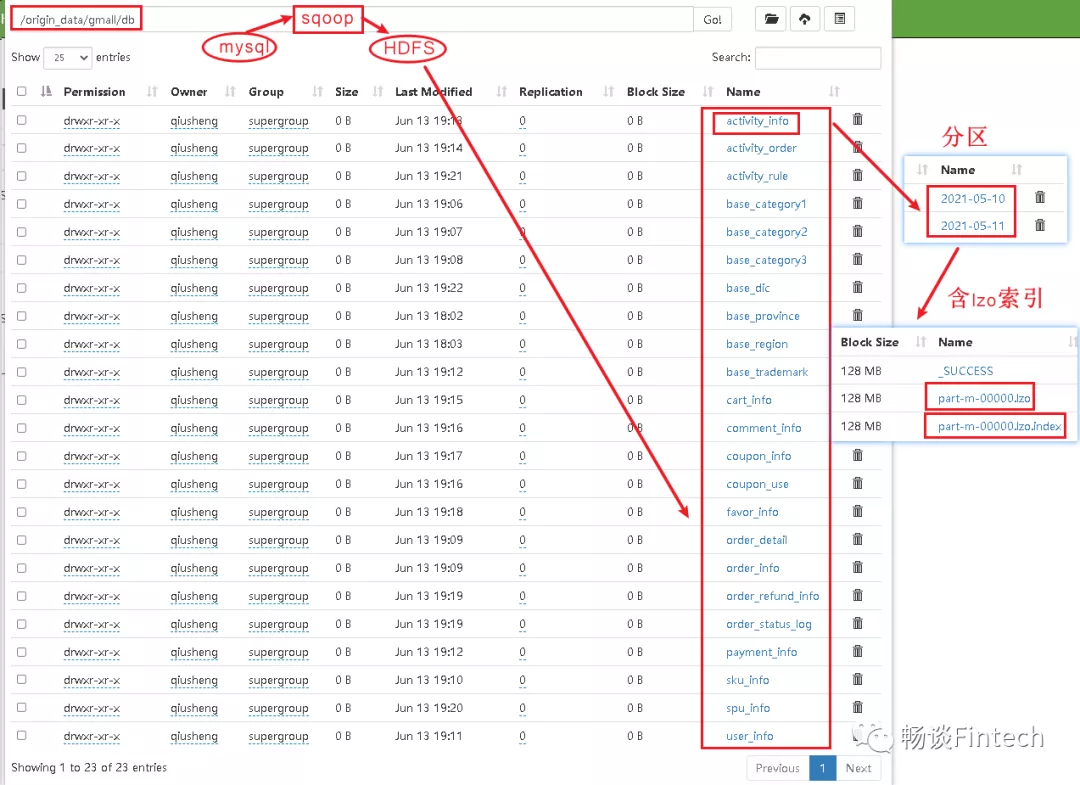 /origin_data/gmall/db
mysql
sqoop
HDFS
Go!
Show 25 entries
Search:
Permission Owner Group Size Last Modified Replication Block Size Name
drwxr-xr-x qiusheng supergroup 0 B Jun 13 19:13 0 0 B activity_info
drwxr-xr-x qiusheng supergroup 0 B Jun 13 19:14 0 0 B activity_order
drwxr-xr-x qiusheng supergroup 0 B Jun 13 19:21 0 0 B activity_rule
drwxr-xr-x qiusheng supergroup 0 B Jun 13 19:06 0 0 B base_category1
drwxr-xr-x qiusheng supergroup 0 B Jun 13 19:07 0 0 B base_category2
drwxr-xr-x qiusheng supergroup 0 B Jun 13 19:08 0 0 B base_category3
drwxr-xr-x qiusheng supergroup 0 B Jun 13 19:22 0 0 B base_dic
drwxr-xr-x qiusheng supergroup 0 B Jun 13 18:02 0 0 B base_province
drwxr-xr-x qiusheng supergroup 0 B Jun 13 18:03 0 0 B base_region
drwxr-xr-x qiusheng supergroup 0 B Jun 13 19:12 0 0 B base_trademark
drwxr-xr-x qiusheng supergroup 0 B Jun 13 19:15 0 0 B cart_info
drwxr-xr-x qiusheng supergroup 0 B Jun 13 19:16 0 0 B comment_info
drwxr-xr-x qiusheng supergroup 0 B Jun 13 19:17 0 0 B coupon_info
drwxr-xr-x qiusheng supergroup 0 B Jun 13 19:16 0 0 B coupon_use
drwxr-xr-x qiusheng supergroup 0 B Jun 13 19:18 0 0 B favor_info
drwxr-xr-x qiusheng supergroup 0 B Jun 13 19:09 0 0 B order_detail
drwxr-xr-x qiusheng supergroup 0 B Jun 13 19:09 0 0 B order_info
drwxr-xr-x qiusheng supergroup 0 B Jun 13 19:19 0 0 B order_refund_info
drwxr-xr-x qiusheng supergroup 0 B Jun 13 19:19 0 0 B order_status_log
drwxr-xr-x qiusheng supergroup 0 B Jun 13 19:12 0 0 B payment_info
drwxr-xr-x qiusheng supergroup 0 B Jun 13 19:10 0 0 B sku_info
drwxr-xr-x qiusheng supergroup 0 B Jun 13 19:20 0 0 B spu_info
drwxr-xr-x qiusheng supergroup 0 B Jun 13 19:11 0 0 B user_info
Showing 1 to 23 of 23 entries
Previous 1 Next
分区
Name
2021-05-10
2021-05-11
含lzo索引
Block Size Name
128 MB _SUCCESS
128 MB part-m-00000.lzo
128 MB part-m-00000.lzo.index
畅谈Fintech